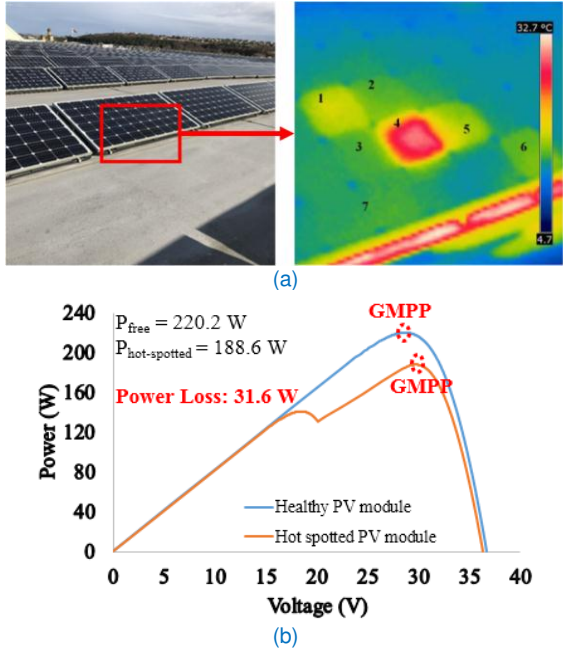 32.7 °C
1
2
3
4
5
6
7
4.7
(a)
P_free = 220.2 W
P_hot-spotted = 188.6 W
Power Loss: 31.6 W
GMPP
GMPP
Power (W)
240
200
160
120
80
40
0
Healthy PV module
Hot spotted PV module
0 5 10 15 20 25 30 35 40
Voltage (V)
(b)